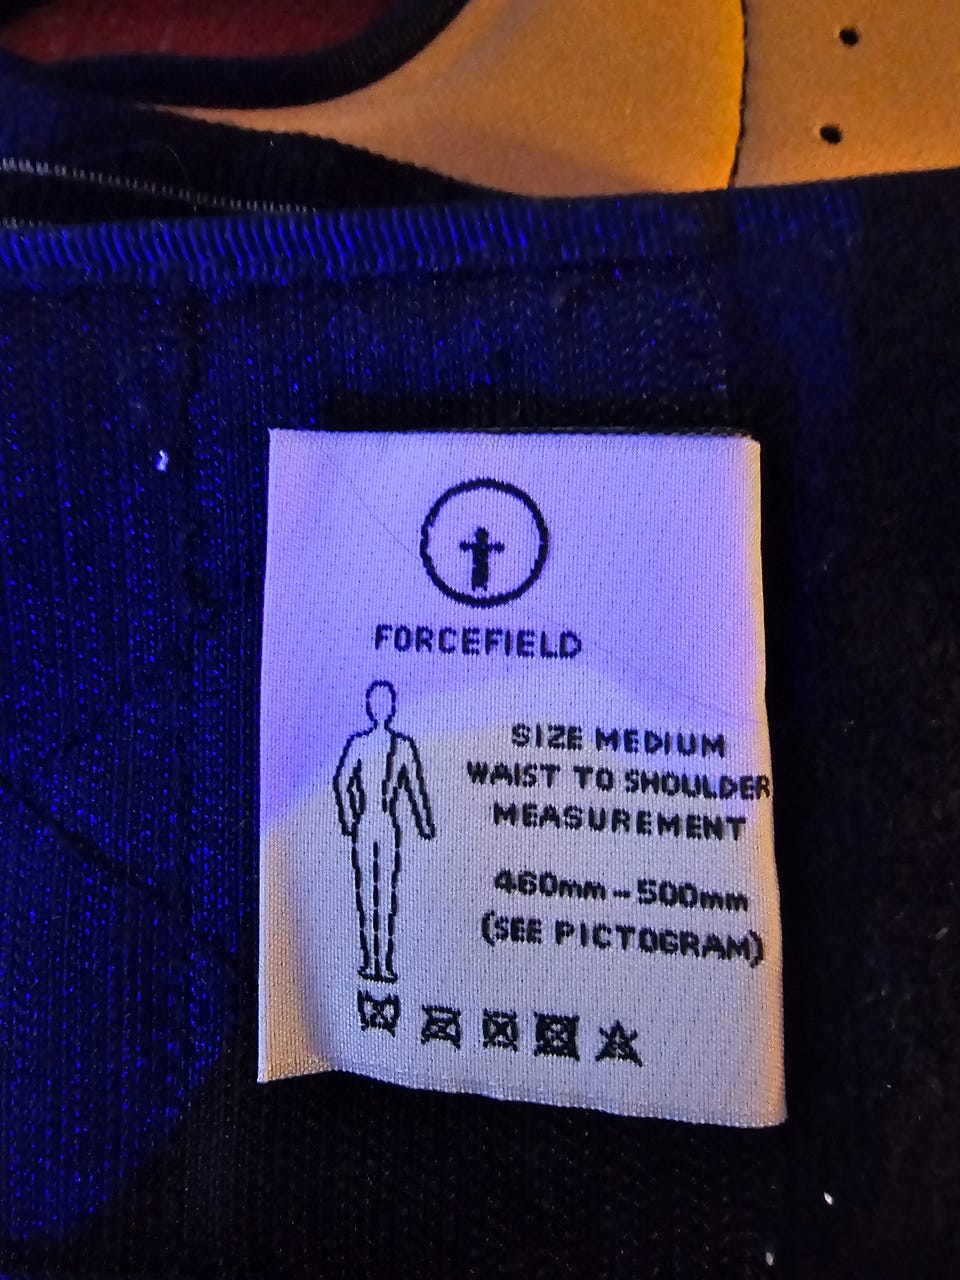 FORCEFIELD
SIZE MEDIUM
WAIST TO SHOULDER
MEASUREMENT
460mm - 500mm
(SEE PICTOGRAM)